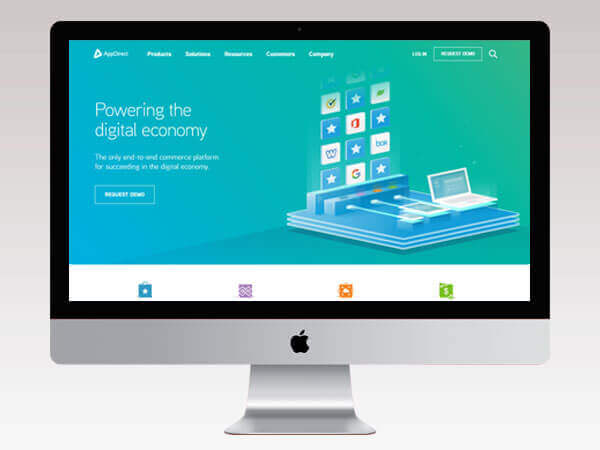 AppDirect
Products Solutions Resources Customers Company
LOG IN
REQUEST DEMO
Powering the
digital economy
The only end-to-end commerce platform
for succeeding in the digital economy.
REQUEST DEMO
box
G
$